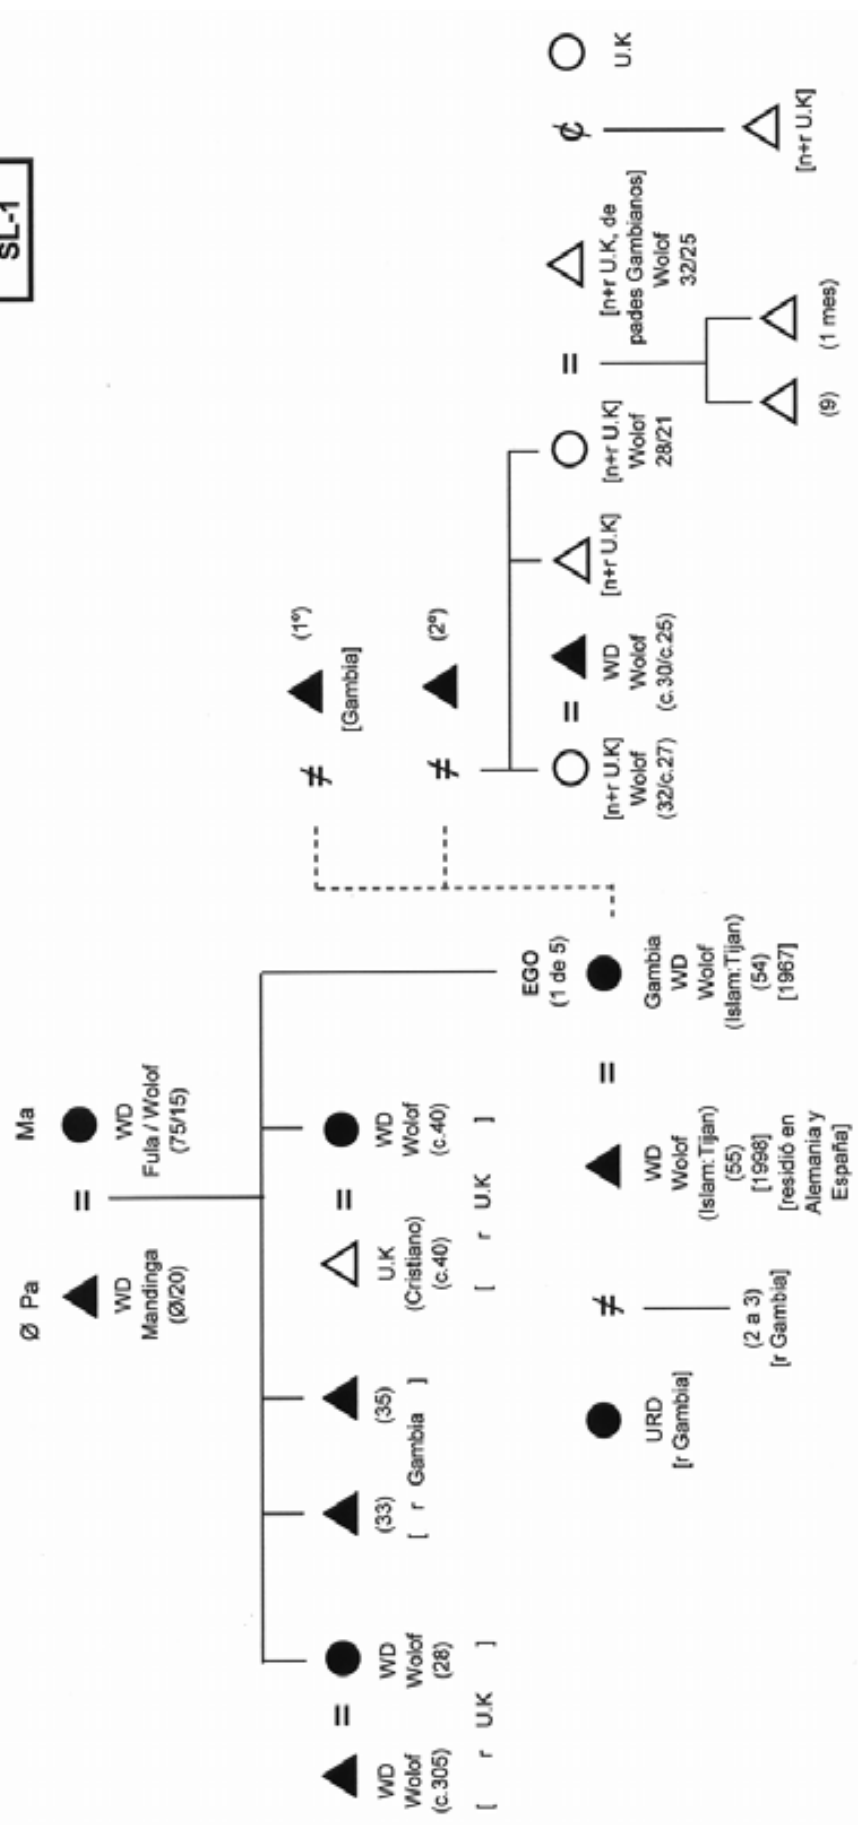 SL-1
Ø Pa
Ma
WD
Mandinga
(Ø/20)
=
WD
Fula / Wolof
(75/15)
WD
Wolof
(c.305)
=
WD
Wolof
(28)
[ r U.K ]
(33)
(35)
[ r Gambia ]
U.K
(Cristiano)
(c.40)
=
WD
Wolof
(c.40)
[ r U.K ]
EGO
(1 de 5)
URD
[r Gambia]
≠
(2 a 3)
[r Gambia]
WD
Wolof
(Islam:Tijan)
(55)
[1998]
[residió en
Alemania y
España]
=
Gambia
WD
Wolof
(Islam:Tijan)
(54)
[1967]
≠
(1º)
[Gambia]
≠
(2º)
[n+r U.K]
Wolof
(32/c.27)
=
WD
Wolof
(c.30/c.25)
[n+r U.K]
[n+r U.K]
Wolof
28/21
=
[n+r U.K, de
pades Gambianos]
Wolof
32/25
(9)
(1 mes)
¢
U.K
[n+r U.K]